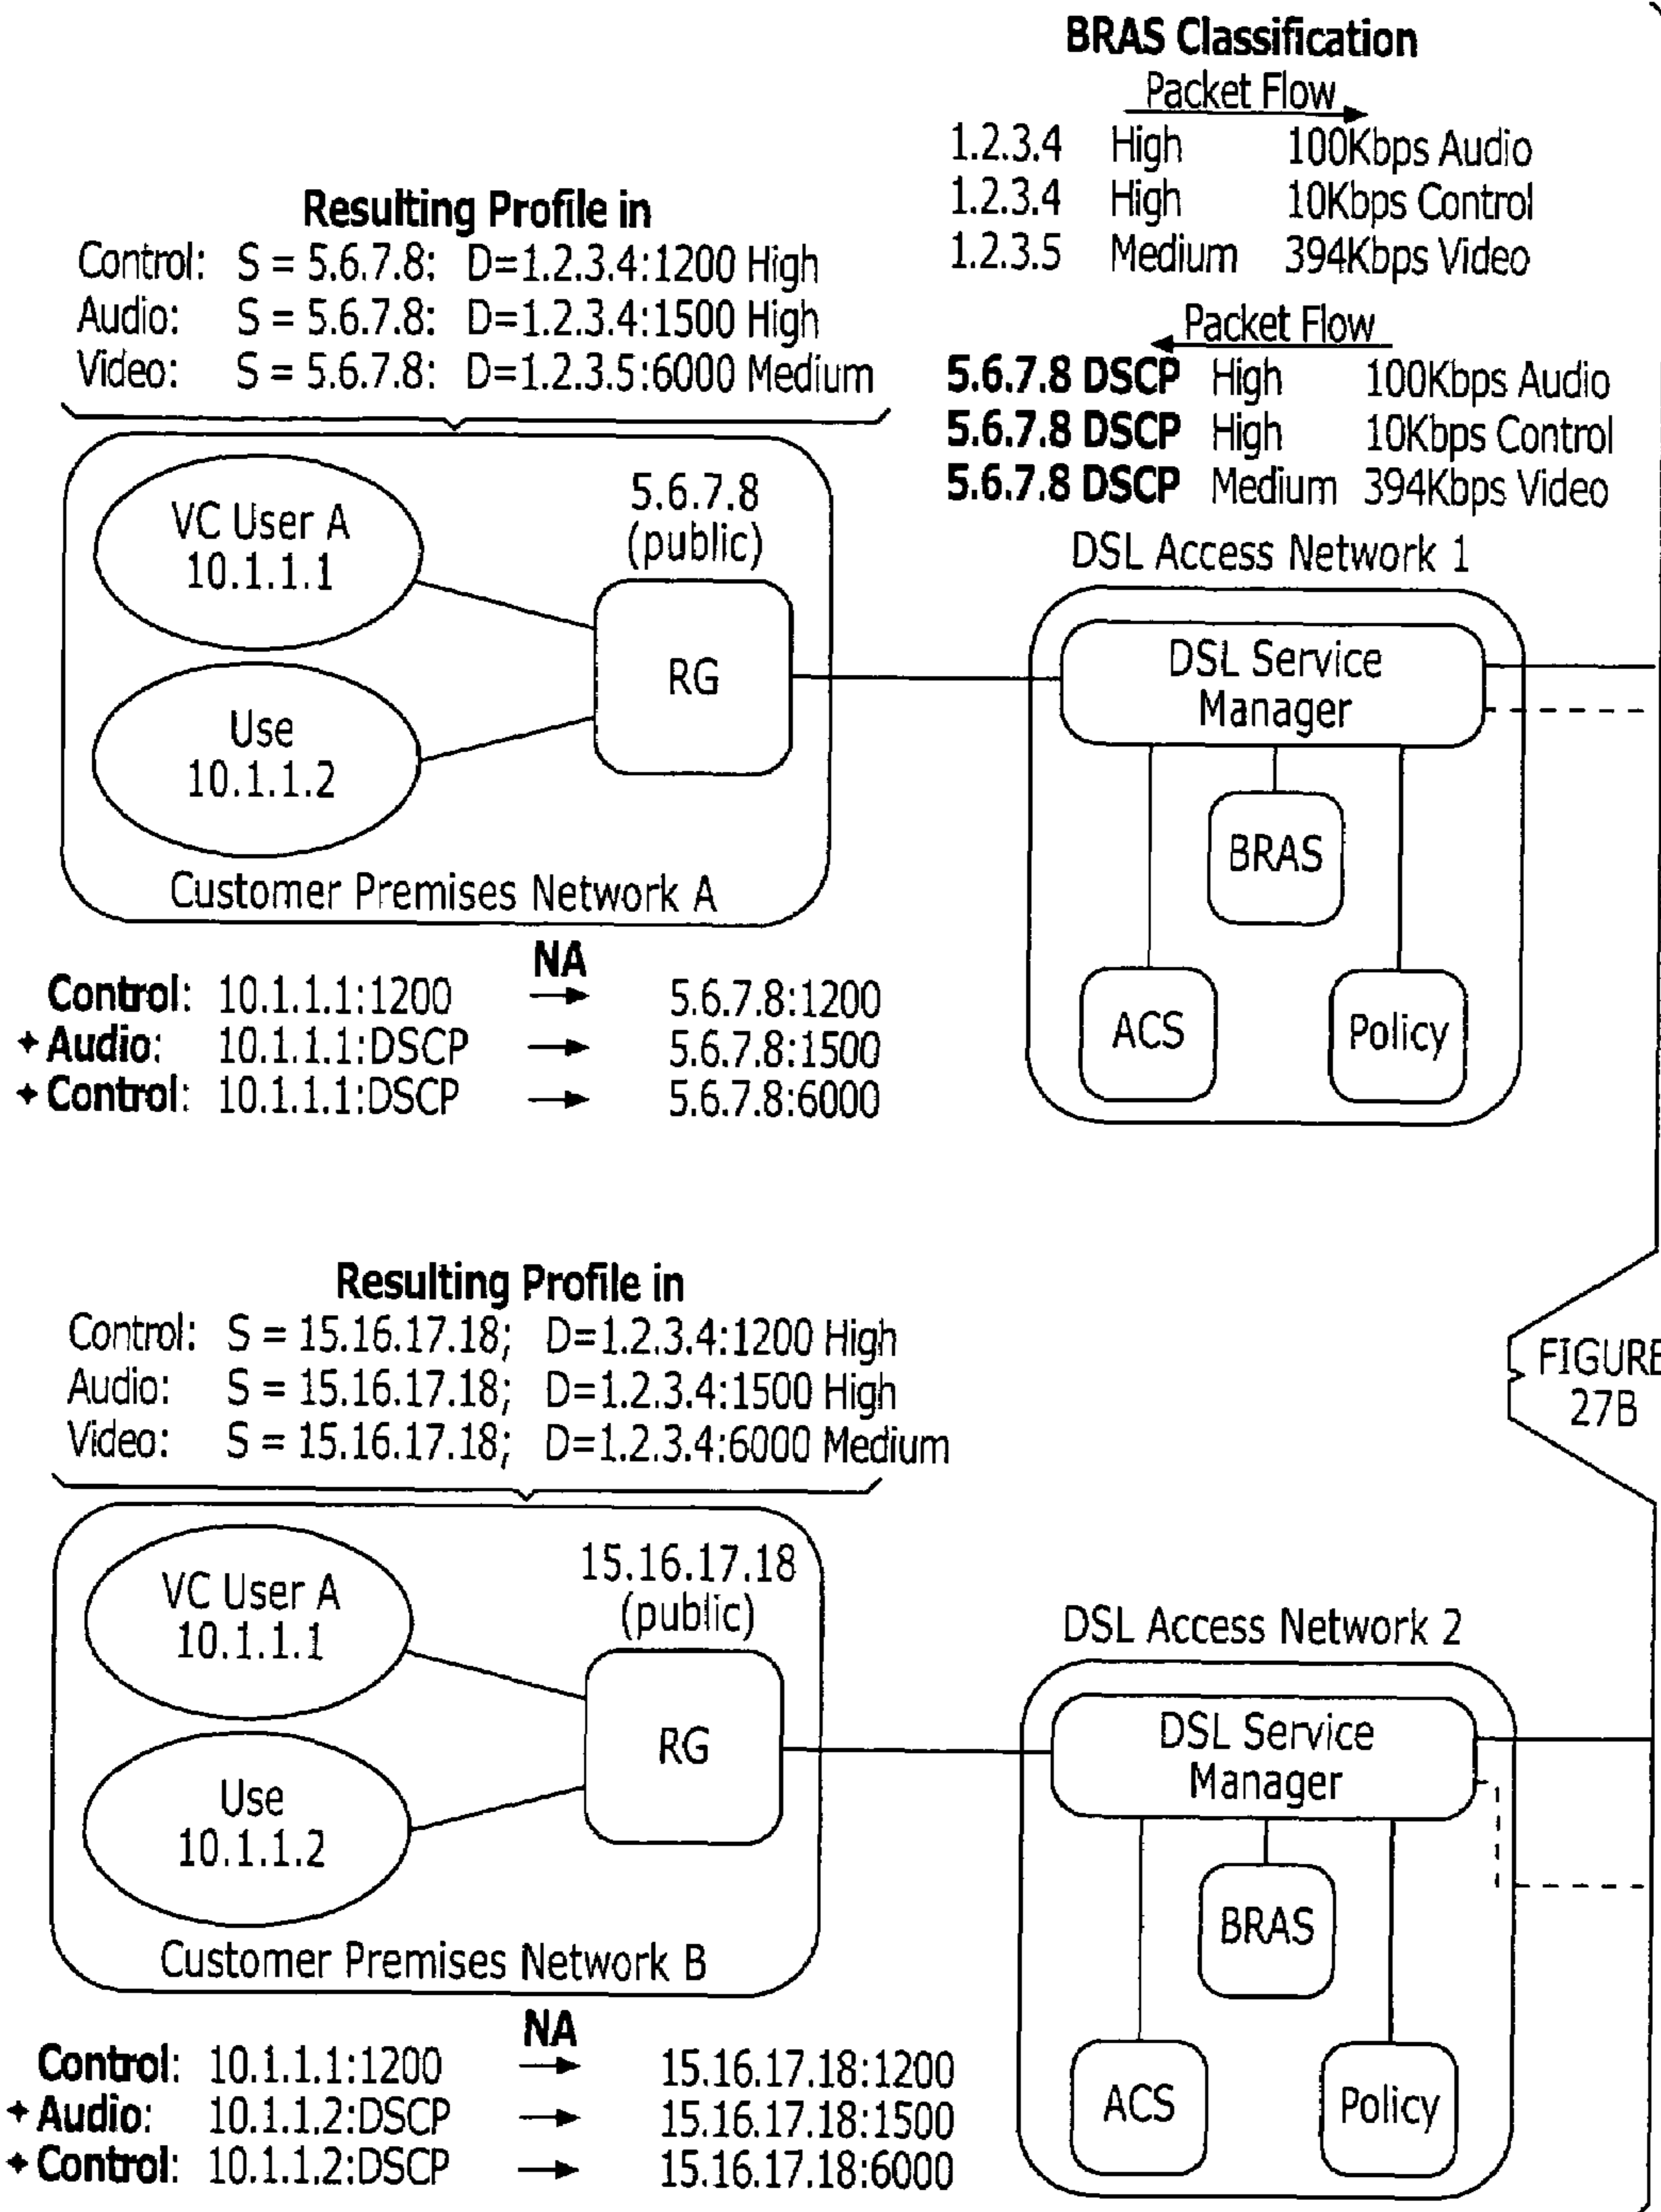 BRAS Classification
Packet Flow
1.2.3.4 High 100Kbps Audio
1.2.3.4 High 10Kbps Control
1.2.3.5 Medium 394Kbps Video
Packet Flow
5.6.7.8 DSCP High 100Kbps Audio
5.6.7.8 DSCP High 10Kbps Control
5.6.7.8 DSCP Medium 394Kbps Video
Resulting Profile in
Control: S = 5.6.7.8: D=1.2.3.4:1200 High
Audio: S = 5.6.7.8: D=1.2.3.4:1500 High
Video: S = 5.6.7.8: D=1.2.3.5:6000 Medium
VC User A
10.1.1.1
Use
10.1.1.2
5.6.7.8
(public)
RG
Customer Premises Network A
DSL Access Network 1
DSL Service
Manager
BRAS
ACS
Policy
NA
Control: 10.1.1.1:1200 → 5.6.7.8:1200
+ Audio: 10.1.1.1:DSCP → 5.6.7.8:1500
+ Control: 10.1.1.1:DSCP → 5.6.7.8:6000
Resulting Profile in
Control: S = 15.16.17.18; D=1.2.3.4:1200 High
Audio: S = 15.16.17.18; D=1.2.3.4:1500 High
Video: S = 15.16.17.18; D=1.2.3.4:6000 Medium
FIGURE
27B
VC User A
10.1.1.1
Use
10.1.1.2
15.16.17.18
(public)
RG
Customer Premises Network B
DSL Access Network 2
DSL Service
Manager
BRAS
ACS
Policy
NA
Control: 10.1.1.1:1200 → 15.16.17.18:1200
+ Audio: 10.1.1.2:DSCP → 15.16.17.18:1500
+ Control: 10.1.1.2:DSCP → 15.16.17.18:6000